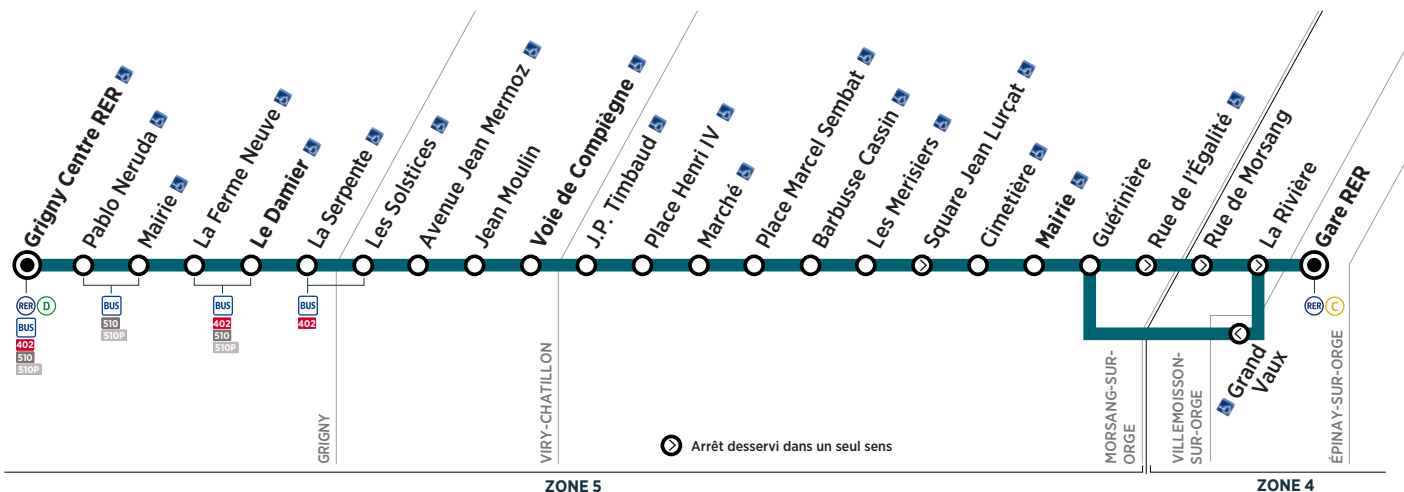 Grigny Centre RER
Pablo Neruda
Mairie
La Ferme Neuve
Le Damier
La Serpente
Les Solstices
Avenue Jean Mermoz
Jean Moulin
Voie de Compiègne
J.P. Timbaud
Place Henri IV
Marché
Place Marcel Sembat
Barbusse Cassin
Les Merisiers
Square Jean Lurçat
Cimetière
Mairie
Guérinière
Rue de l'Égalité
Rue de Morsang
La Rivière
Gare RER
RER D
BUS
402
510
510P
BUS
510
510P
BUS
402
510
510P
BUS
402
RER C
Grand
Vaux
GRIGNY
VIRY-CHATILLON
MORSANG-SUR-
ORGE
VILLEMOISSON-
SUR-ORGE
ÉPINAY-SUR-ORGE
Arrêt desservi dans un seul sens
ZONE 5
ZONE 4